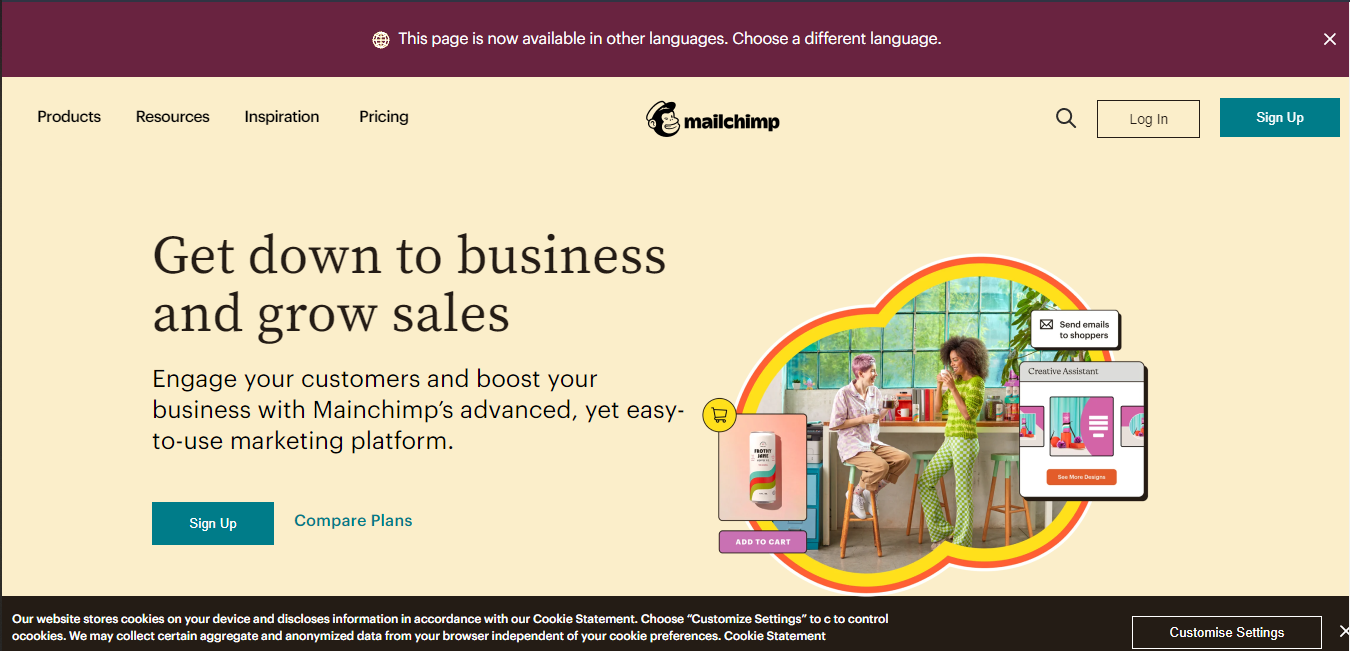 This page is now available in other languages. Choose a different language.
Products Resources Inspiration Pricing
mailchimp
Log In
Sign Up
Get down to business
and grow sales
Engage your customers and boost your
business with Mainchimp’s advanced, yet easy-
to-use marketing platform.
Sign Up
Compare Plans
Send emails
to shoppers
Creative Assistant
See More Designs
FROTHY
JANE
ADD TO CART
Our website stores cookies on your device and discloses information in accordance with our Cookie Statement. Choose “Customize Settings” to c to control
ocookies. We may collect certain aggregate and anonymized data from your browser independent of your cookie preferences. Cookie Statement
Customise Settings